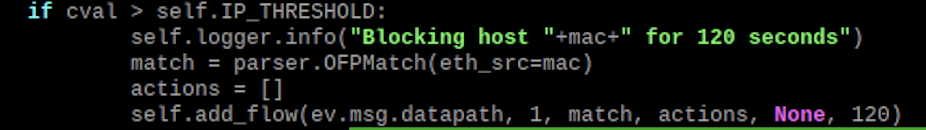 if cval > self.IP_THRESHOLD:
self.logger.info("Blocking host "+mac+" for 120 seconds")
match = parser.OFPMatch(eth_src=mac)
actions = []
self.add_flow(ev.msg.datapath, 1, match, actions, None, 120)